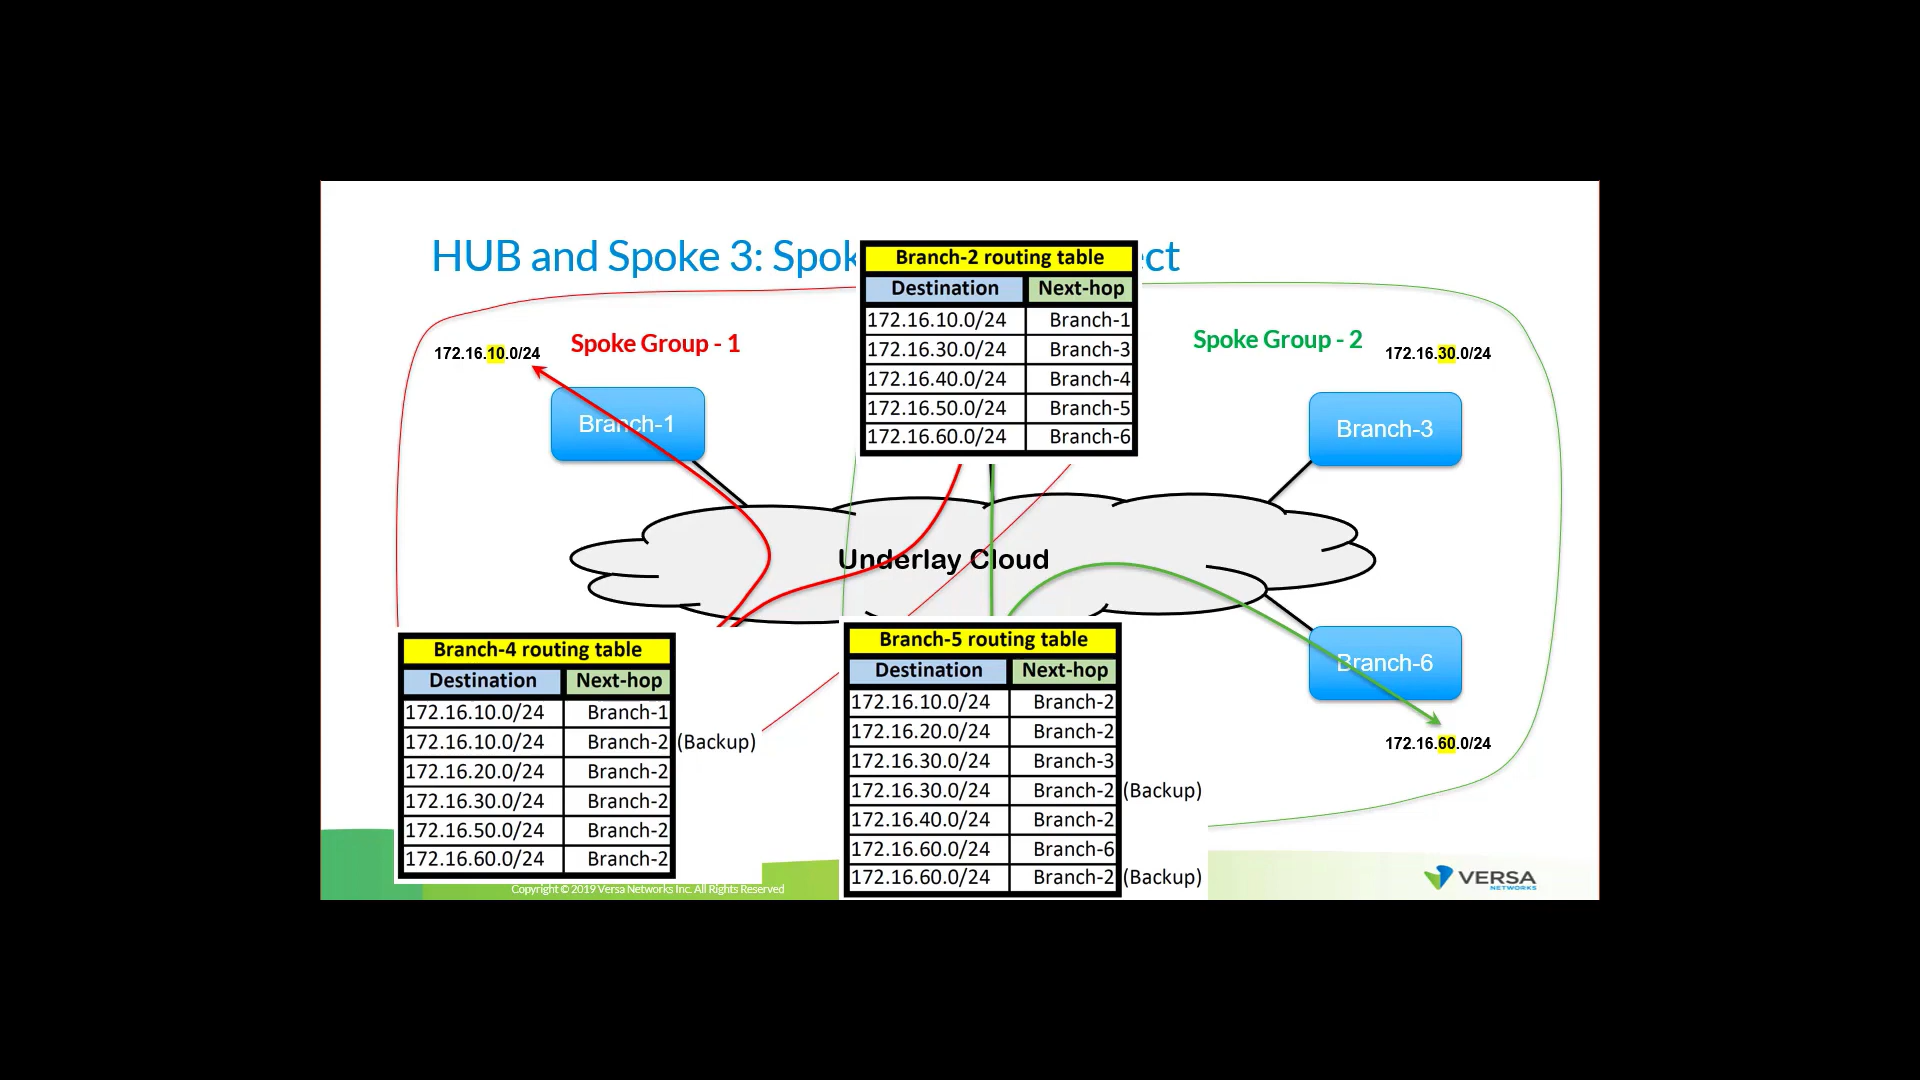 HUB and Spoke 3: Spok ect
Branch-2 routing table
Destination Next-hop
172.16.10.0/24 Branch-1
172.16.30.0/24 Branch-3
172.16.40.0/24 Branch-4
172.16.50.0/24 Branch-5
172.16.60.0/24 Branch-6
Spoke Group - 1
172.16.10.0/24
Branch-1
Spoke Group - 2
172.16.30.0/24
Branch-3
Underlay Cloud
Branch-4 routing table
Destination Next-hop
172.16.10.0/24 Branch-1
172.16.10.0/24 Branch-2 (Backup)
172.16.20.0/24 Branch-2
172.16.30.0/24 Branch-2
172.16.50.0/24 Branch-2
172.16.60.0/24 Branch-2
Branch-5 routing table
Destination Next-hop
172.16.10.0/24 Branch-2
172.16.20.0/24 Branch-2
172.16.30.0/24 Branch-3
172.16.30.0/24 Branch-2 (Backup)
172.16.40.0/24 Branch-2
172.16.60.0/24 Branch-6
172.16.60.0/24 Branch-2 (Backup)
Branch-6
172.16.60.0/24
Copyright © 2019 Versa Networks Inc. All Rights Reserved
VERSA
NETWORKS